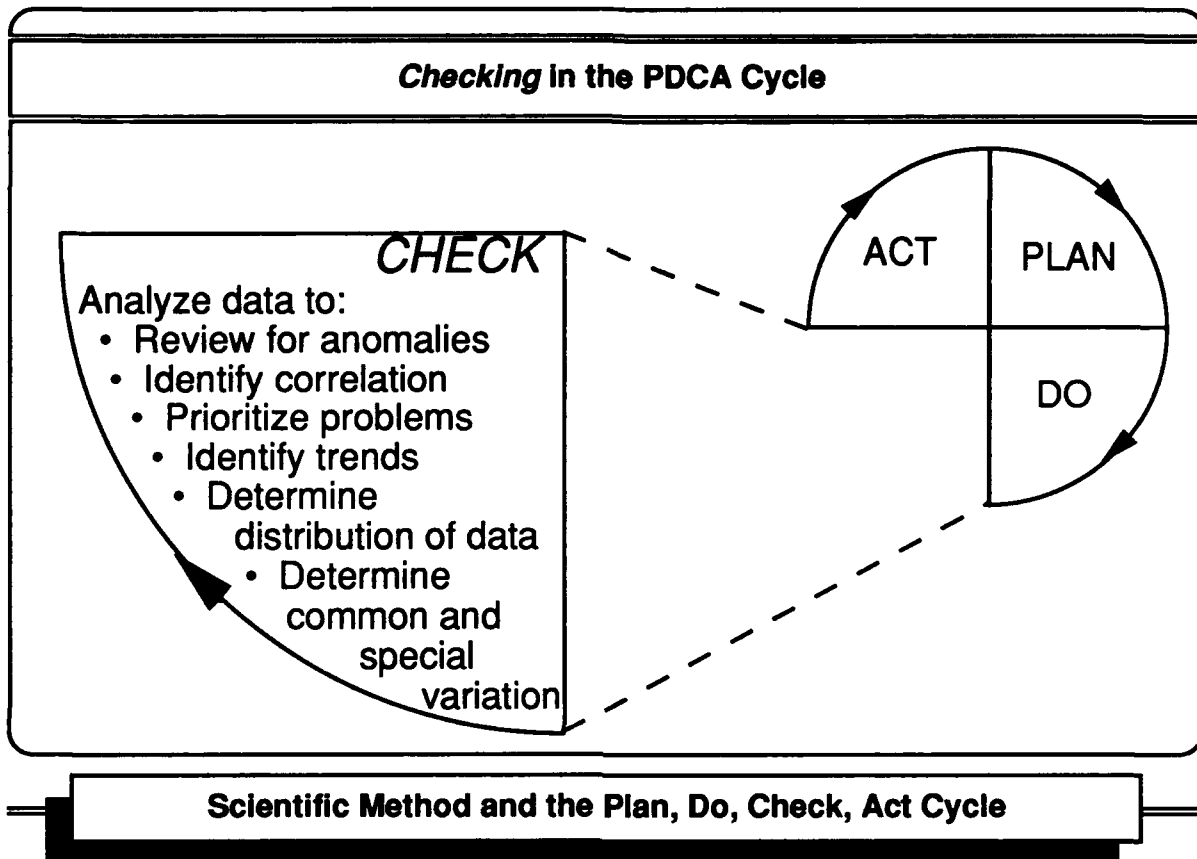 Checking in the PDCA Cycle
CHECK
Analyze data to:
• Review for anomalies
• Identify correlation
• Prioritize problems
• Identify trends
• Determine
distribution of data
• Determine
common and
special
variation
ACT
PLAN
DO
Scientific Method and the Plan, Do, Check, Act Cycle